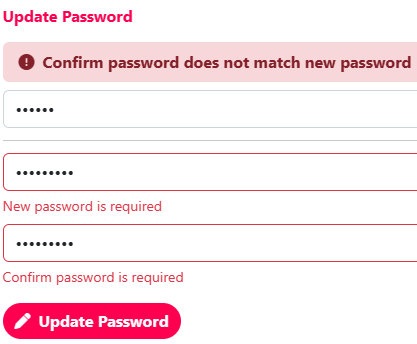 Update Password
Confirm password does not match new password
••••••
•••••••••
New password is required
•••••••••
Confirm password is required
Update Password